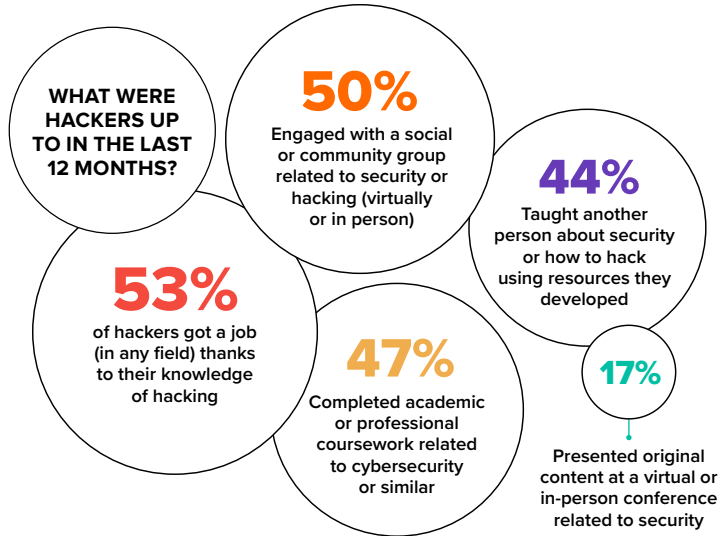 WHAT WERE
HACKERS UP
TO IN THE LAST
12 MONTHS?
50%
Engaged with a social
or community group
related to security or
hacking (virtually
or in person)
44%
Taught another
person about security
or how to hack
using resources they
developed
53%
of hackers got a job
(in any field) thanks
to their knowledge
of hacking
47%
Completed academic
or professional
coursework related
to cybersecurity
or similar
17%
Presented original
content at a virtual or
in-person conference
related to security